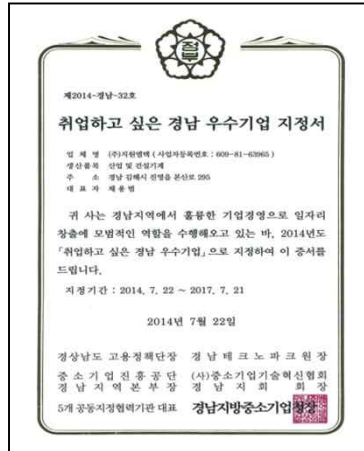 정부
제2014-경남-32호
취업하고 싶은 경남 우수기업 지정서
업 체 명 (주)지원엠택 ( 사업자등록번호 : 609-81-63965 )
생산품목 산업 및 건설기계
주 소 경남 김해시 진영읍 본산로 295
대 표 자 채 용 병
귀 사는 경남지역에서 훌륭한 기업경영으로 일자리
창출에 모범적인 역할을 수행해오고 있는 바, 2014년도
「취업하고 싶은 경남 우수기업」으로 지정하여 이 증서를
드립니다.
지정기간 : 2014. 7. 22 ~ 2017. 7. 21
2014년 7월 22일
경상남도 고용정책단장 경남테크노파크원장
중소기업진흥공단 (사)중소기업기술혁신협회
경남지역본부장 경남지회 회장
5개 공동지정협력기관 대표 경남지방중소기업청장